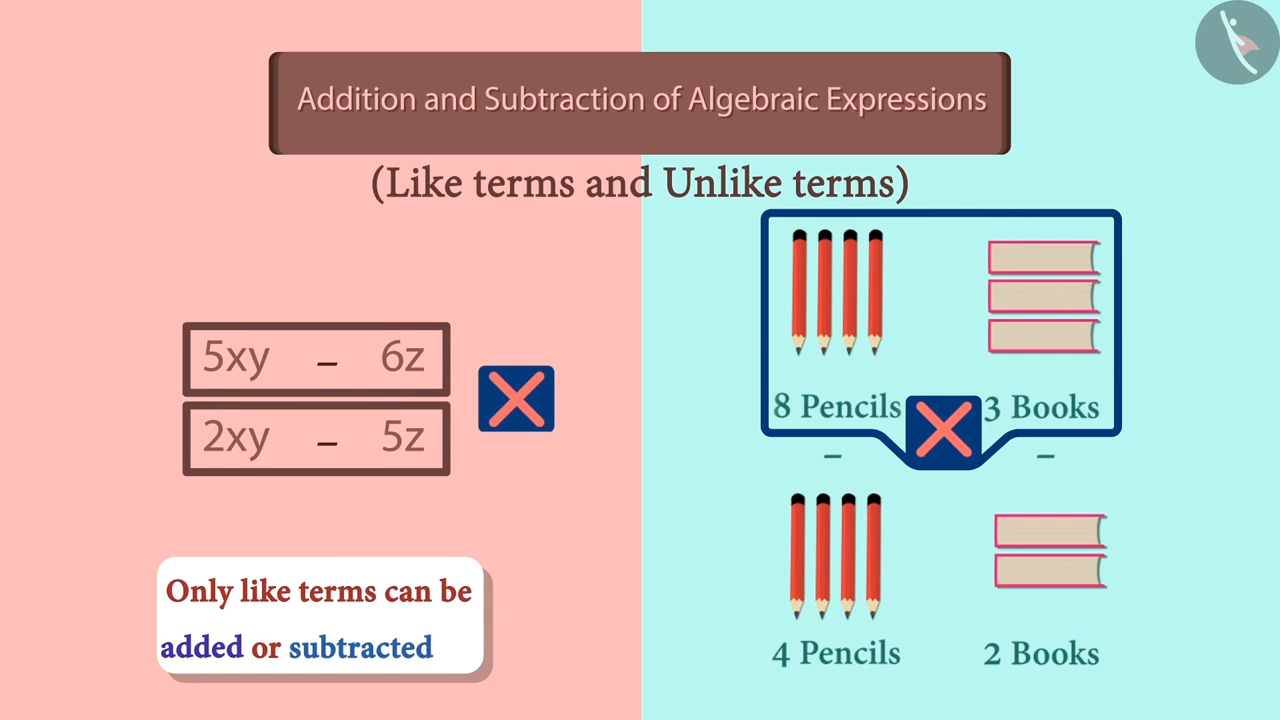 Addition and Subtraction of Algebraic Expressions
(Like terms and Unlike terms)
5xy – 6z
2xy – 5z
Only like terms can be
added or subtracted
8 Pencils 3 Books
– –
4 Pencils 2 Books